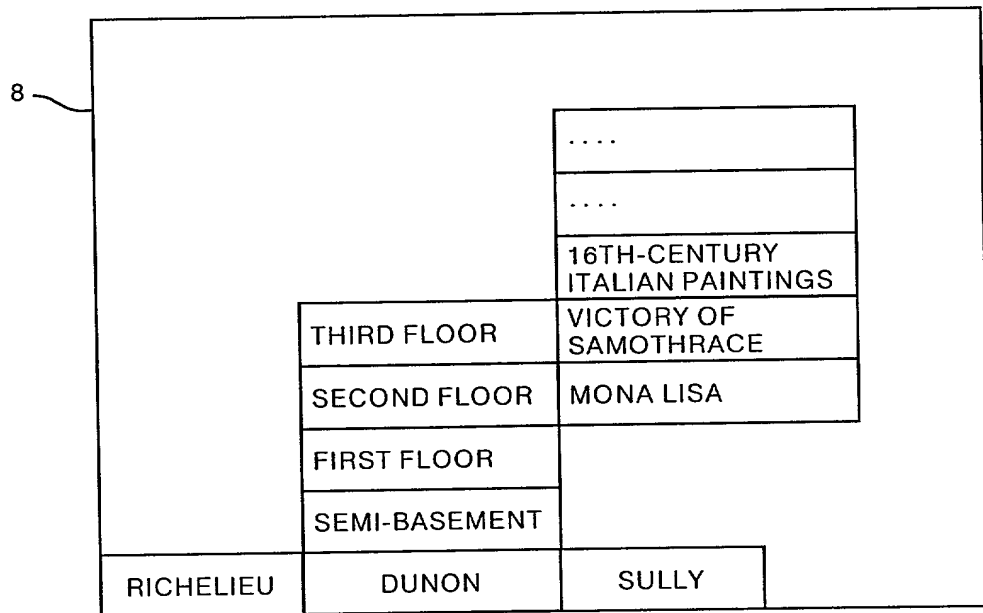 8
....
....
16TH-CENTURY
ITALIAN PAINTINGS
THIRD FLOOR
VICTORY OF
SAMOTHRACE
SECOND FLOOR
MONA LISA
FIRST FLOOR
SEMI-BASEMENT
RICHELIEU
DUNON
SULLY